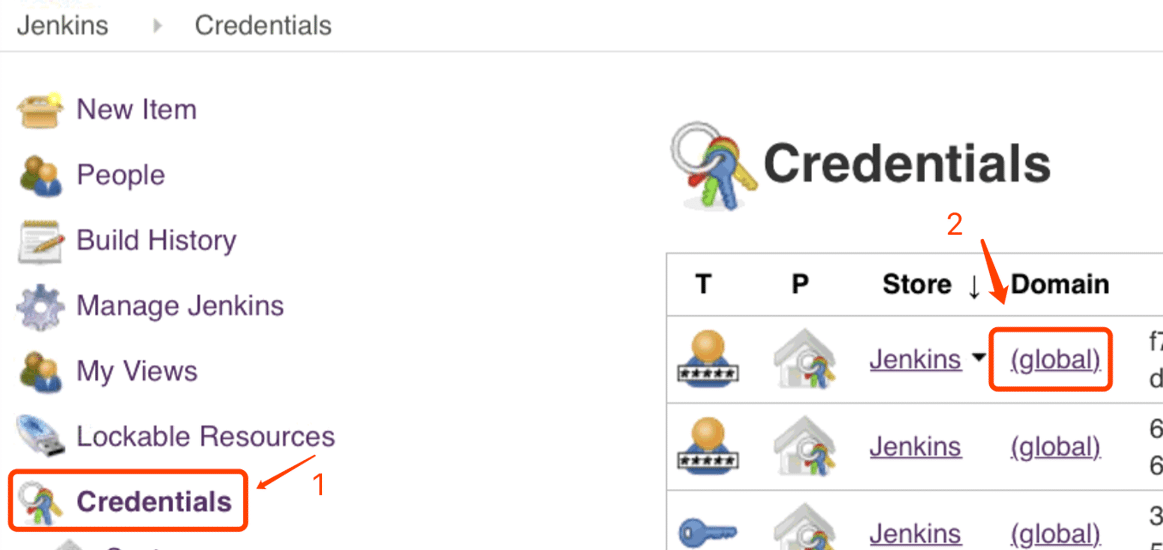 Jenkins Credentials
New Item
People
Build History
Manage Jenkins
My Views
Lockable Resources
Credentials
1
Credentials
2
T P Store ↓ Domain
***** Jenkins (global) f7
d
***** Jenkins (global) 6
6
Jenkins (global) 3